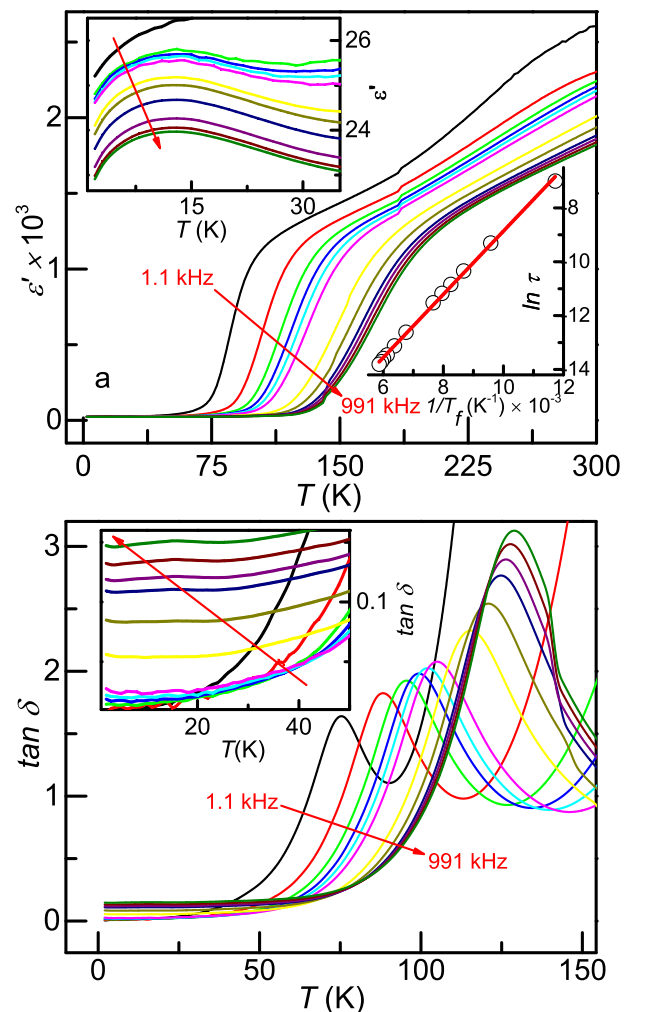 26
24
ε'
15 30
T (K)
2
1
0
ε' × 10³
1.1 kHz
991 kHz
a
8
10
12
14
ln τ
6 8 10 12
1/T_f (K⁻¹) × 10⁻³
0 75 150 225 300
T (K)
3
2
1
0
tan δ
0.1
tan δ
20 40
T(K)
1.1 kHz
991 kHz
0 50 100 150
T (K)